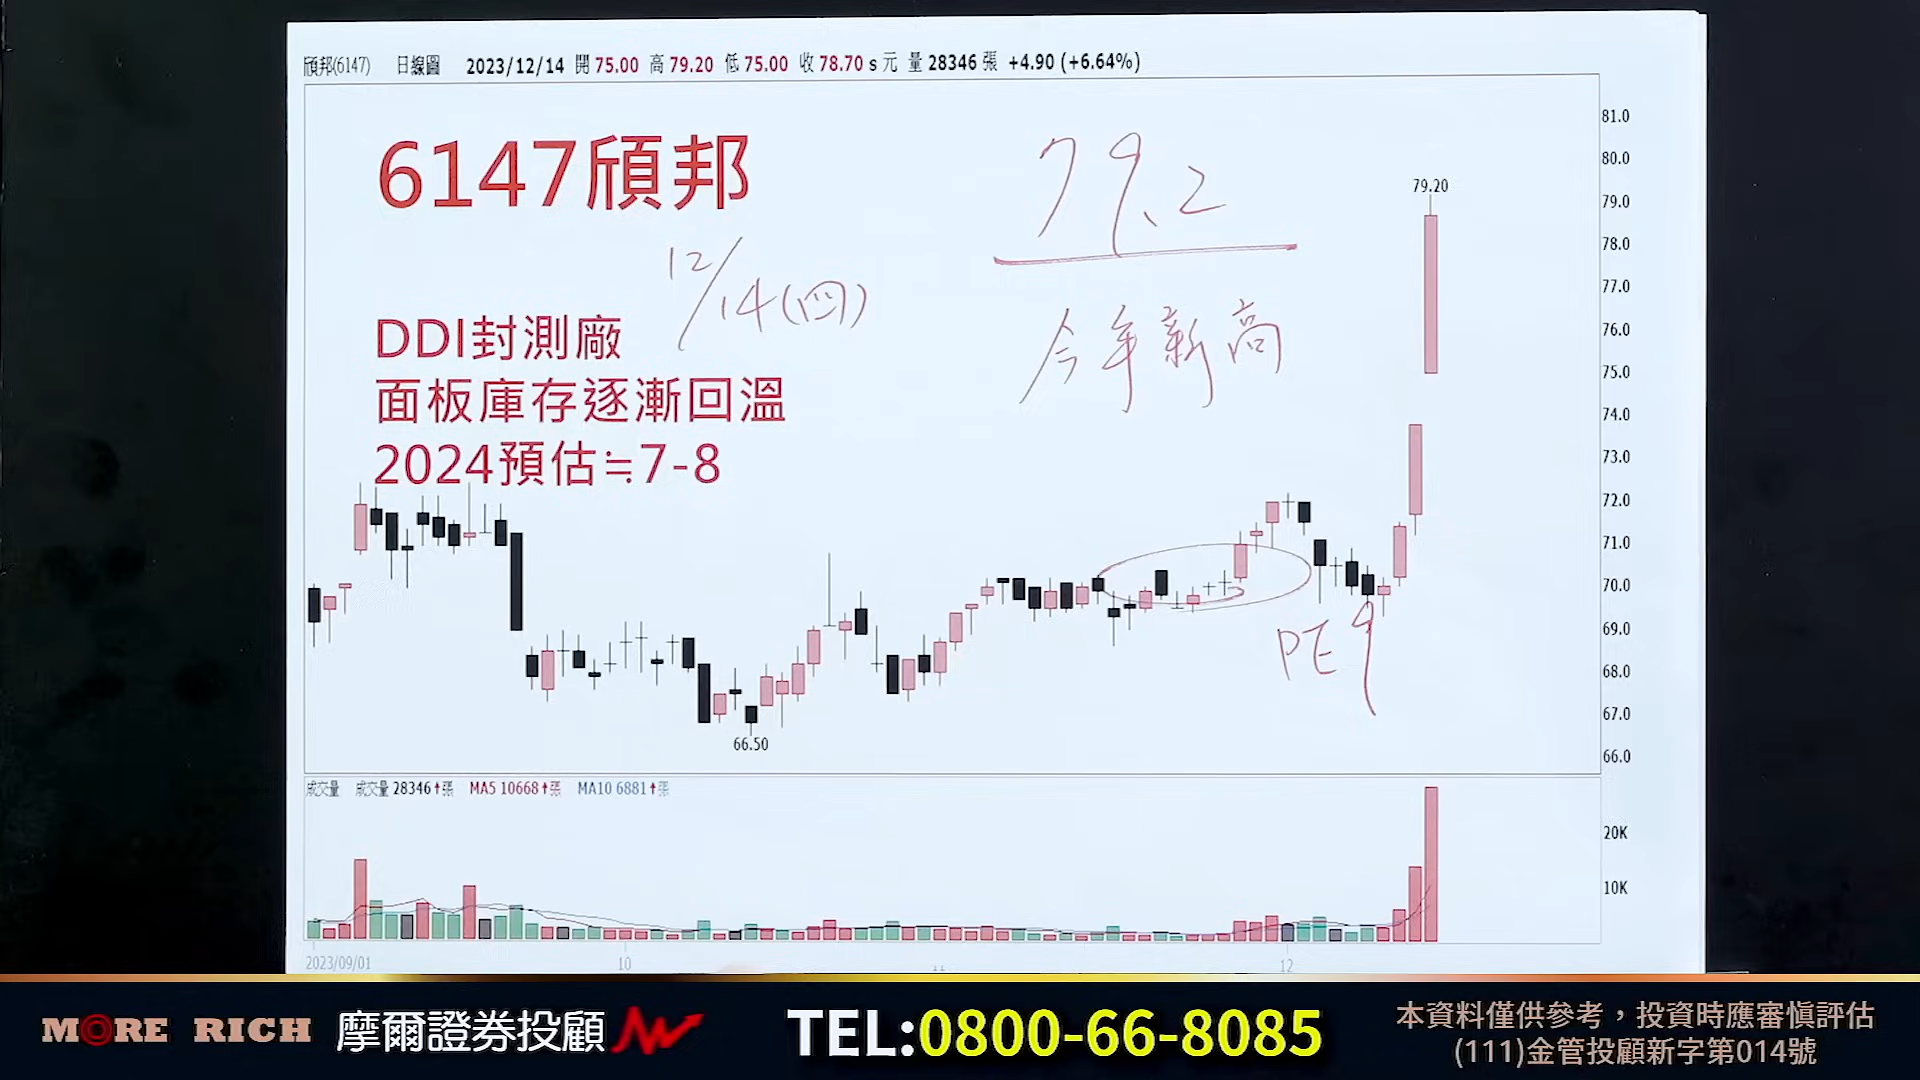 頎邦(6147) 日線圖 2023/12/14 開 75.00 高 79.20 低 75.00 收 78.70 s 元 量 28346 張 +4.90 (+6.64%)
6147頎邦
12/14(四)
79.2
今年新高
DDI封測廠
面板庫存逐漸回溫
2024預估≒7-8
79.20
66.50
PE9
81.0
80.0
79.0
78.0
77.0
76.0
75.0
74.0
73.0
72.0
71.0
70.0
69.0
68.0
67.0
66.0
成交量 成交量 28346↑張 MA5 10668↑張 MA10 6881↑張
20K
10K
2023/09/01 10 11 12
MORE RICH 摩爾證券投顧 TEL:0800-66-8085
本資料僅供參考，投資時應審慎評估
(111)金管投顧新字第014號